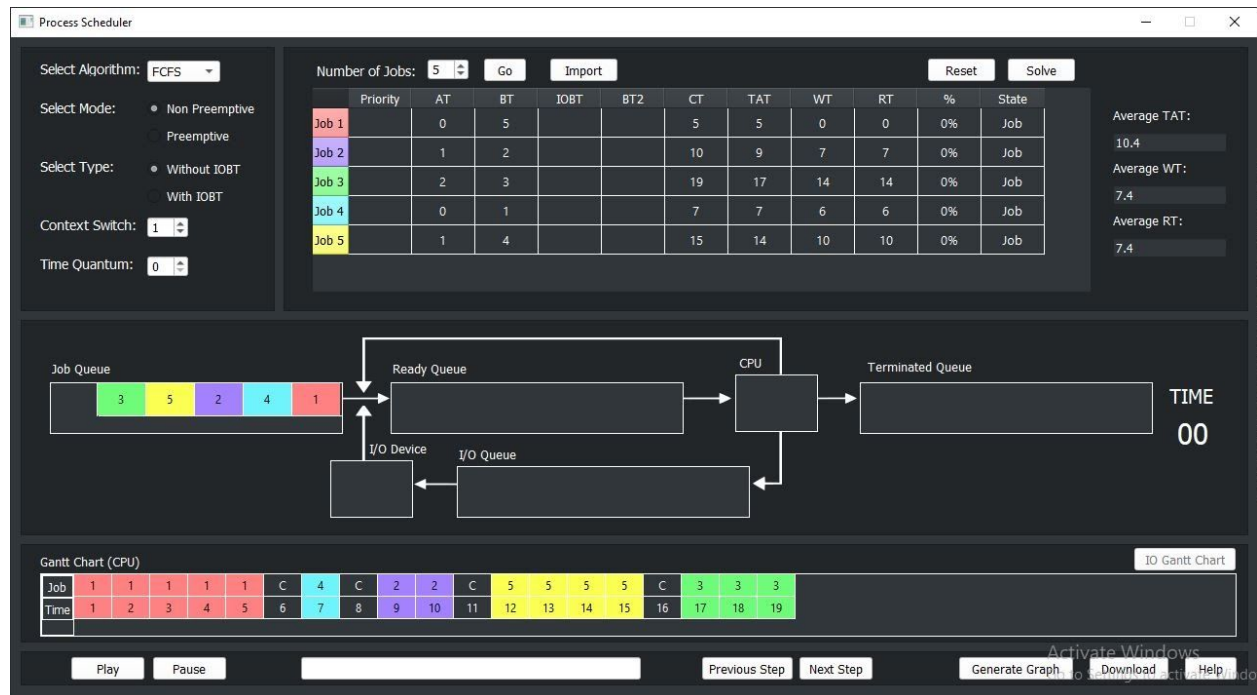 Process Scheduler
Select Algorithm: FCFS
Select Mode: Non Preemptive
Preemptive
Select Type: Without IOBT
With IOBT
Context Switch: 1
Time Quantum: 0
Number of Jobs: 5 Go Import Reset Solve
Priority AT BT IOBT BT2 CT TAT WT RT % State
Job 1 0 5 5 5 0 0 0% Job
Job 2 1 2 10 9 7 7 0% Job
Job 3 2 3 19 17 14 14 0% Job
Job 4 0 1 7 7 6 6 0% Job
Job 5 1 4 15 14 10 10 0% Job
Average TAT:
10.4
Average WT:
7.4
Average RT:
7.4
Job Queue
3 5 2 4 1
Ready Queue
CPU
Terminated Queue
TIME
00
I/O Device
I/O Queue
Gantt Chart (CPU)
IO Gantt Chart
Job 1 1 1 1 1 C 4 C 2 2 C 5 5 5 5 C 3 3 3
Time 1 2 3 4 5 6 7 8 9 10 11 12 13 14 15 16 17 18 19
Activate Windows
Play Pause Previous Step Next Step Generate Graph Download Help